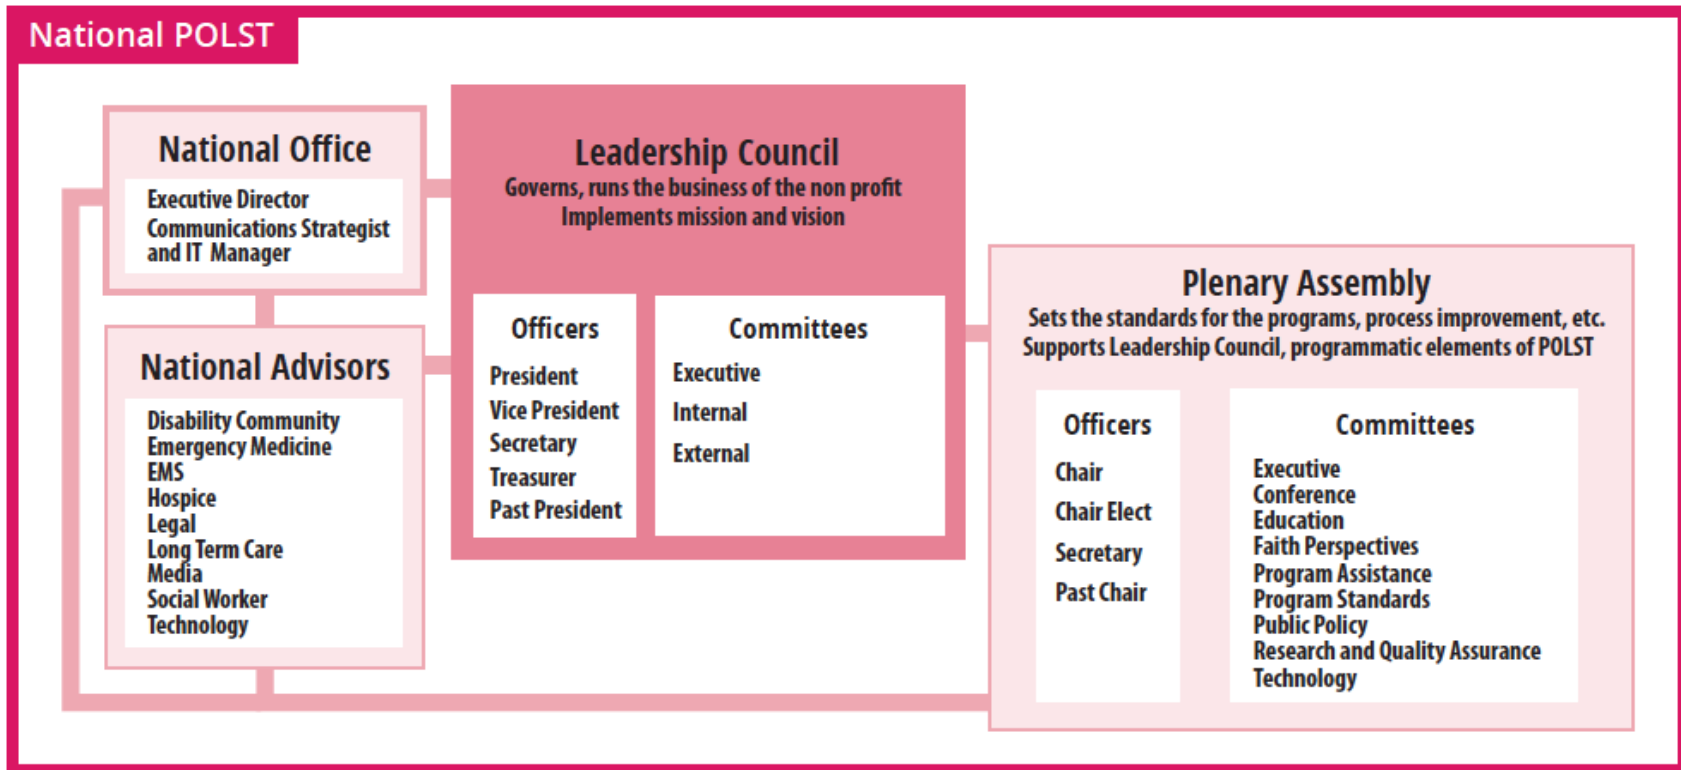 National POLST
National Office
Executive Director
Communications Strategist
and IT Manager
National Advisors
Disability Community
Emergency Medicine
EMS
Hospice
Legal
Long Term Care
Media
Social Worker
Technology
Leadership Council
Governs, runs the business of the non profit
Implements mission and vision
Officers
President
Vice President
Secretary
Treasurer
Past President
Committees
Executive
Internal
External
Plenary Assembly
Sets the standards for the programs, process improvement, etc.
Supports Leadership Council, programmatic elements of POLST
Officers
Chair
Chair Elect
Secretary
Past Chair
Committees
Executive
Conference
Education
Faith Perspectives
Program Assistance
Program Standards
Public Policy
Research and Quality Assurance
Technology